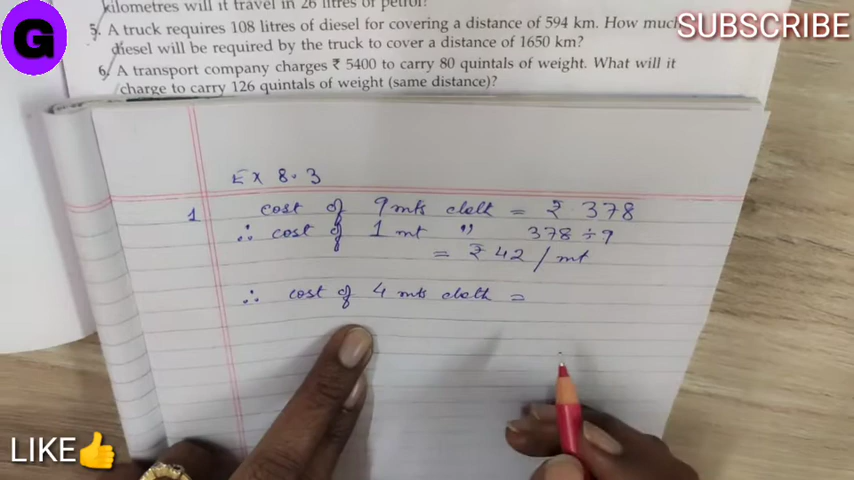 kilometres will it travel in 26 litres of petrol?
5. A truck requires 108 litres of diesel for covering a distance of 594 km. How much
diesel will be required by the truck to cover a distance of 1650 km?
6. A transport company charges ₹ 5400 to carry 80 quintals of weight. What will it
charge to carry 126 quintals of weight (same distance)?
G
SUBSCRIBE
Ex 8.3
1 cost of 9 mts cloth = ₹ 378
∴ cost of 1 mt " 378 ÷ 9
= ₹ 42 / mt
∴ cost of 4 mts cloth =
LIKE👍